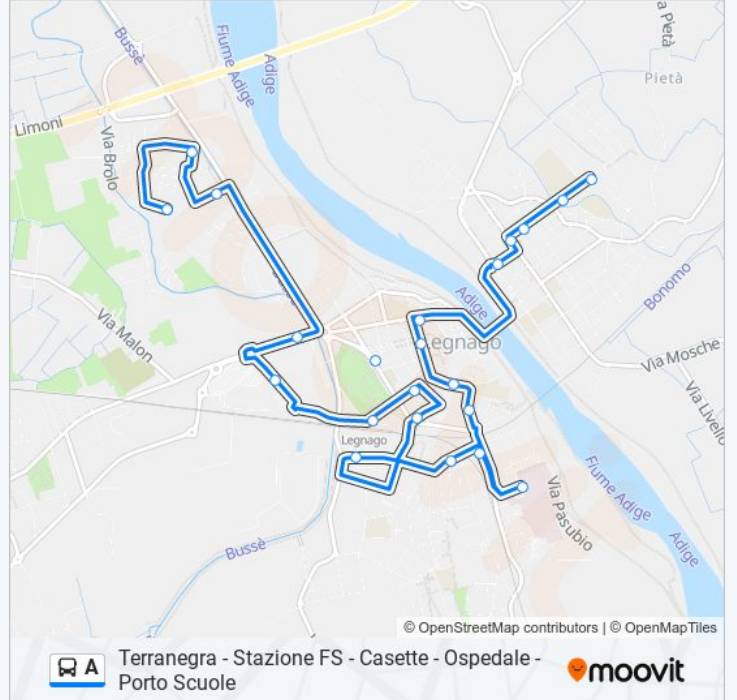 Bussè
Fiume Adige
Adige
Via Pietà
Pietà
Limoni
Via Brolo
Bonomo
Adige
Via Malon
Legnago
Via Mosche
Via Livello
Legnago
Fiume Adige
Via Pasubio
Adige
Bussè
© OpenStreetMap contributors | © OpenMapTiles
A
Terranegra - Stazione FS - Casette - Ospedale -
Porto Scuole
moovit